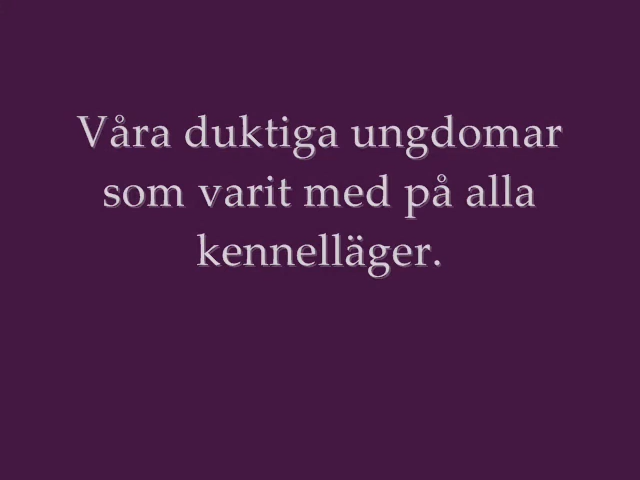 Våra duktiga ungdomar
som varit med på alla
kennelläger.